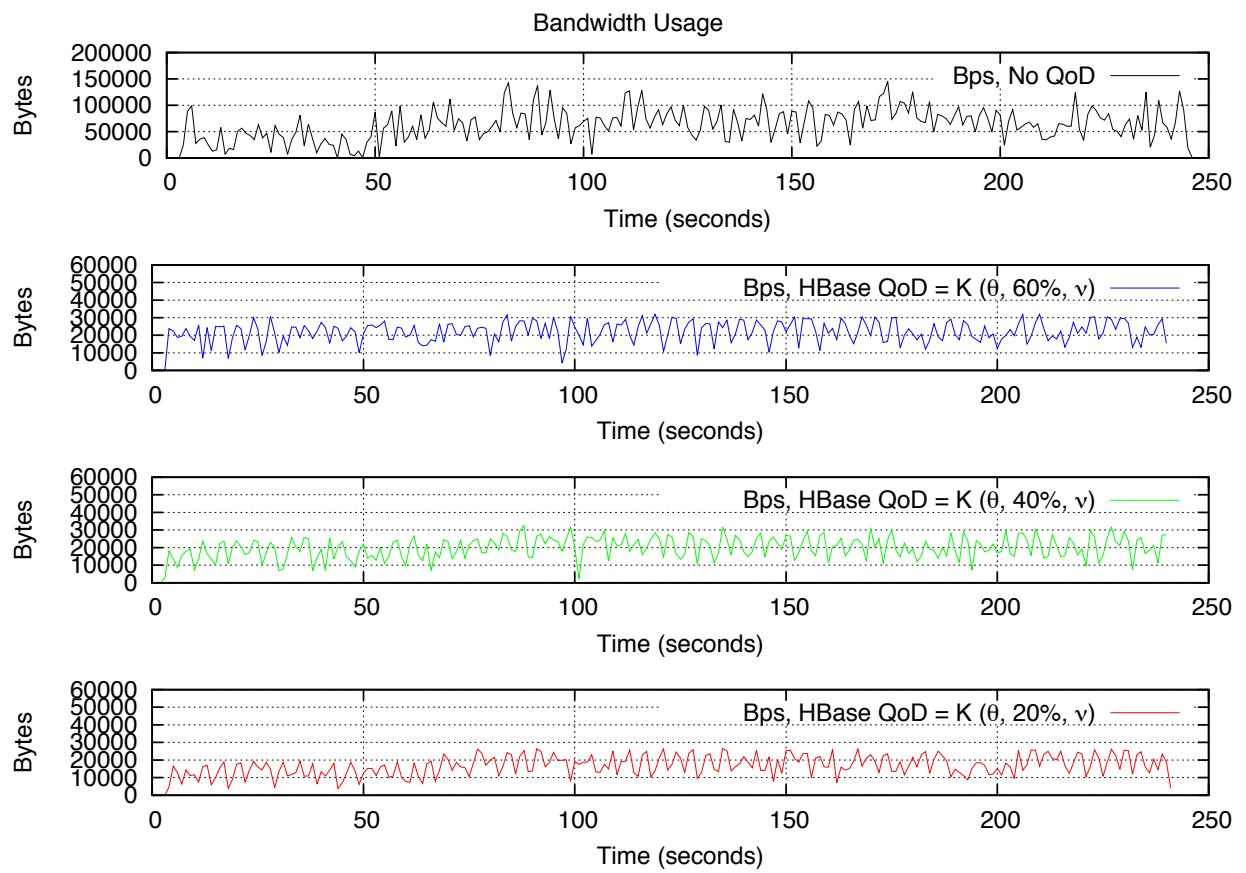 Bandwidth Usage
200000
150000
100000
50000
0
Bytes
Bps, No QoD
0 50 100 150 200 250
Time (seconds)
60000
50000
40000
30000
20000
10000
0
Bytes
Bps, HBase QoD = K (θ, 60%, ν)
0 50 100 150 200 250
Time (seconds)
60000
50000
40000
30000
20000
10000
0
Bytes
Bps, HBase QoD = K (θ, 40%, ν)
0 50 100 150 200 250
Time (seconds)
60000
50000
40000
30000
20000
10000
0
Bytes
Bps, HBase QoD = K (θ, 20%, ν)
0 50 100 150 200 250
Time (seconds)